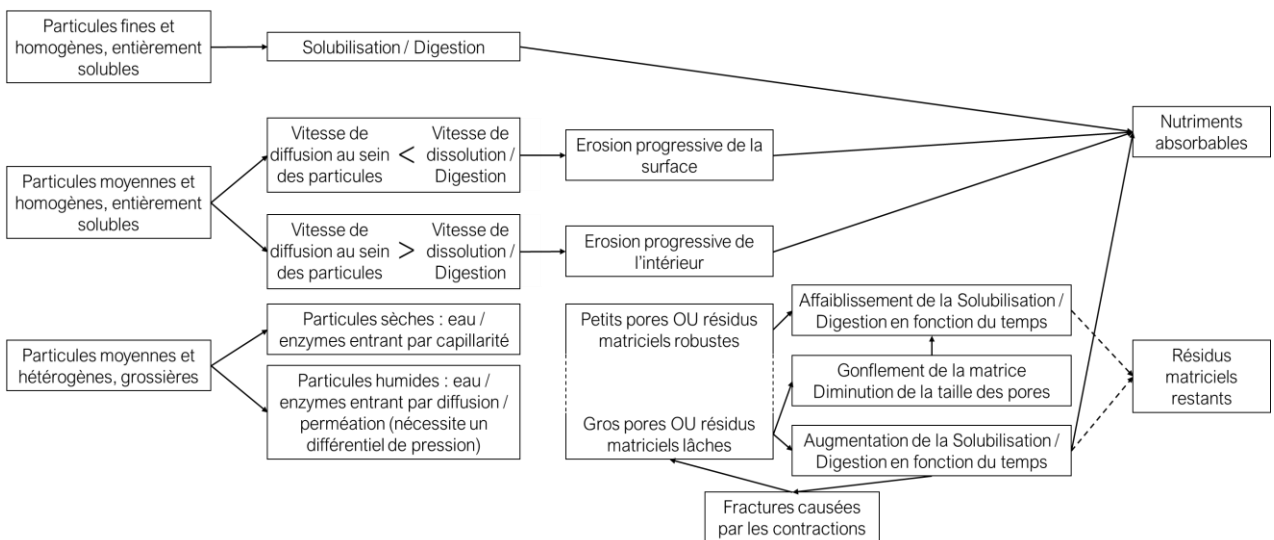 Particules fines et
homogènes, entièrement
solubles
Solubilisation / Digestion
Nutriments
absorbables
Particules moyennes et
homogènes, entièrement
solubles
Vitesse de
diffusion au sein
des particules
<
Vitesse de
dissolution /
Digestion
Erosion progressive de la
surface
Vitesse de
diffusion au sein
des particules
>
Vitesse de
dissolution /
Digestion
Erosion progressive de
l'intérieur
Particules moyennes et
hétérogènes, grossières
Particules sèches : eau /
enzymes entrant par capillarité
Particules humides : eau /
enzymes entrant par diffusion /
perméation (nécessite un
différentiel de pression)
Petits pores OU résidus
matriciels robustes
Gros pores OU résidus
matriciels lâches
Affaiblissement de la Solubilisation /
Digestion en fonction du temps
Gonflement de la matrice
Diminution de la taille des pores
Augmentation de la Solubilisation /
Digestion en fonction du temps
Résidus
matriciels
restants
Fractures causées
par les contractions